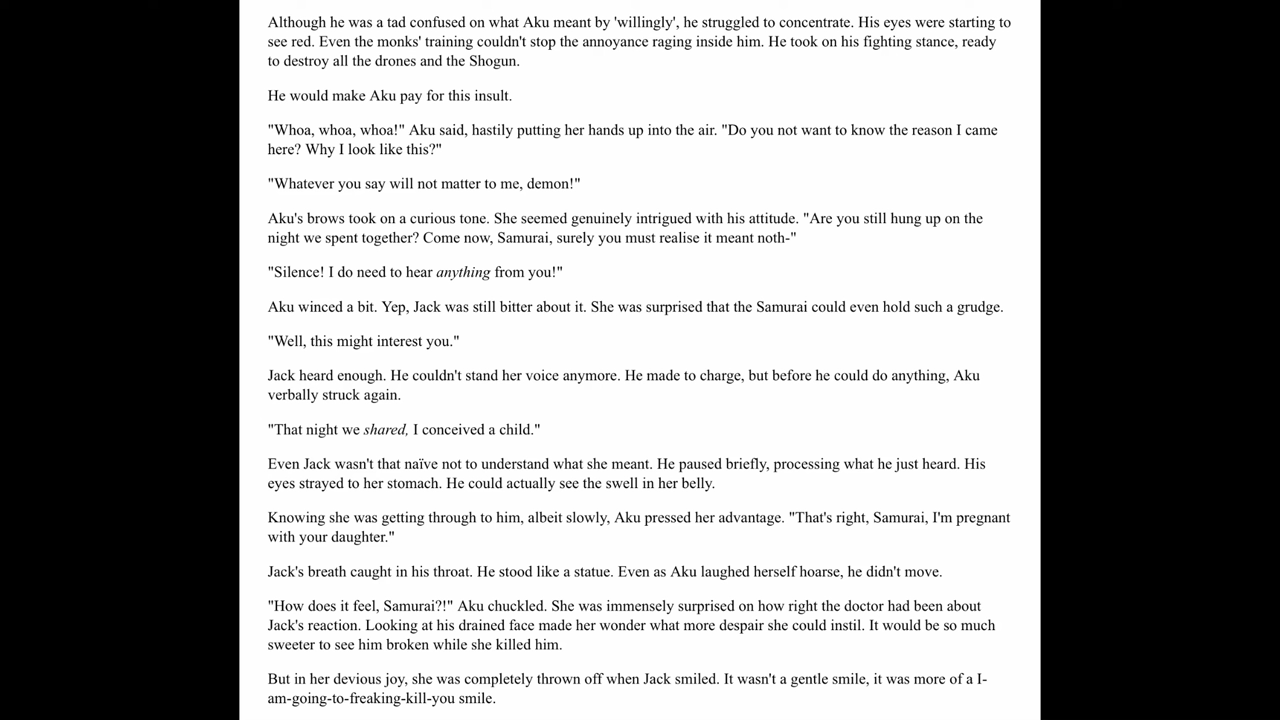 Although he was a tad confused on what Aku meant by 'willingly', he struggled to concentrate. His eyes were starting to
see red. Even the monks' training couldn't stop the annoyance raging inside him. He took on his fighting stance, ready
to destroy all the drones and the Shogun.
He would make Aku pay for this insult.
"Whoa, whoa, whoa!" Aku said, hastily putting her hands up into the air. "Do you not want to know the reason I came
here? Why I look like this?"
"Whatever you say will not matter to me, demon!"
Aku's brows took on a curious tone. She seemed genuinely intrigued with his attitude. "Are you still hung up on the
night we spent together? Come now, Samurai, surely you must realise it meant noth-"
"Silence! I do need to hear anything from you!"
Aku winced a bit. Yep, Jack was still bitter about it. She was surprised that the Samurai could even hold such a grudge.
"Well, this might interest you."
Jack heard enough. He couldn't stand her voice anymore. He made to charge, but before he could do anything, Aku
verbally struck again.
"That night we shared, I conceived a child."
Even Jack wasn't that naïve not to understand what she meant. He paused briefly, processing what he just heard. His
eyes strayed to her stomach. He could actually see the swell in her belly.
Knowing she was getting through to him, albeit slowly, Aku pressed her advantage. "That's right, Samurai, I'm pregnant
with your daughter."
Jack's breath caught in his throat. He stood like a statue. Even as Aku laughed herself hoarse, he didn't move.
"How does it feel, Samurai?!" Aku chuckled. She was immensely surprised on how right the doctor had been about
Jack's reaction. Looking at his drained face made her wonder what more despair she could instil. It would be so much
sweeter to see him broken while she killed him.
But in her devious joy, she was completely thrown off when Jack smiled. It wasn't a gentle smile, it was more of a I-
am-going-to-freaking-kill-you smile.